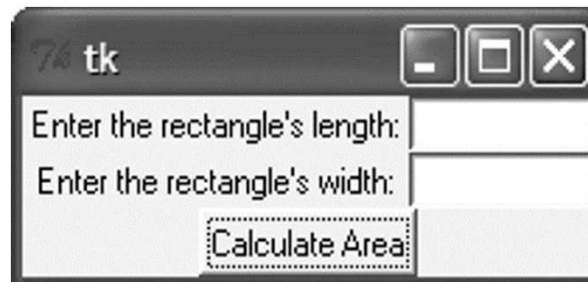 tk
Enter the rectangle's length:
Enter the rectangle's width:
Calculate Area